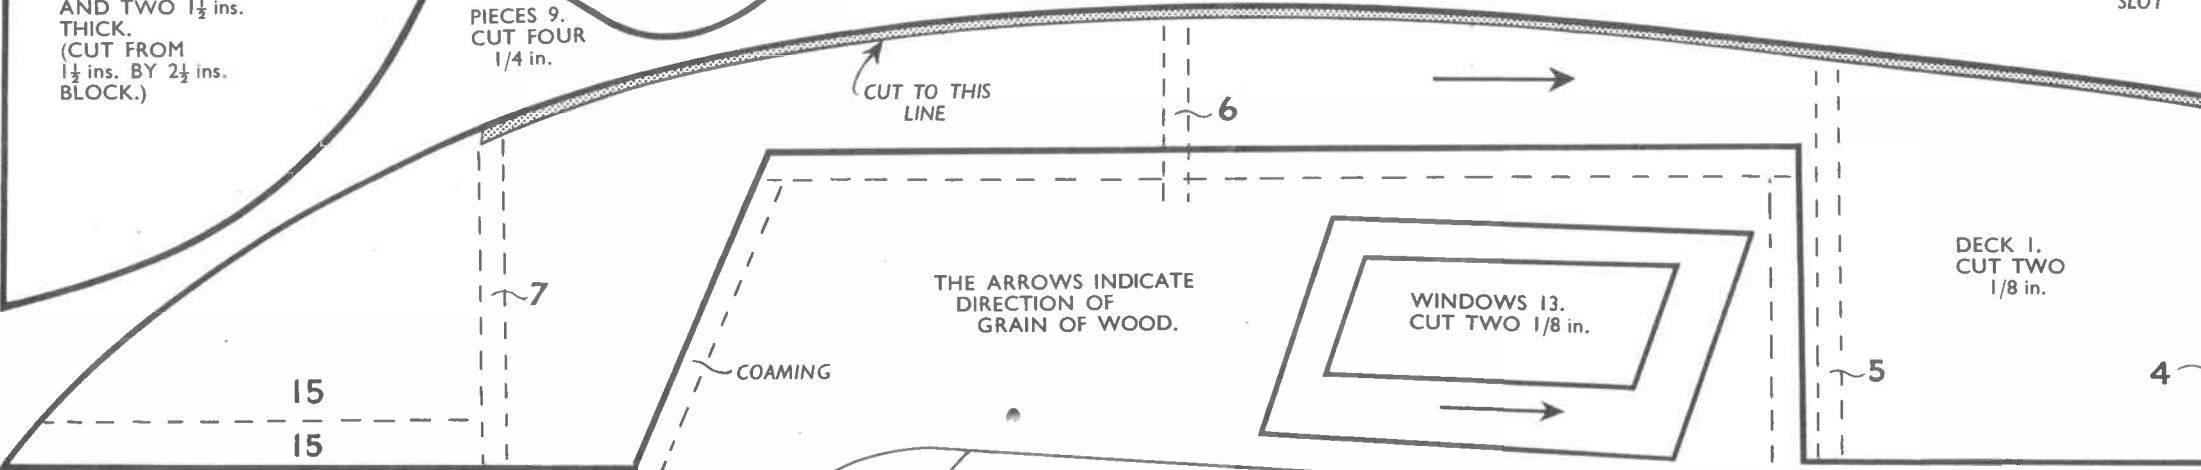 AND TWO 1½ ins.
THICK.
(CUT FROM
1½ ins. BY 2½ ins.
BLOCK.)
PIECES 9.
CUT FOUR
1/4 in.
SLOT
CUT TO THIS
LINE
6
7
THE ARROWS INDICATE
DIRECTION OF
GRAIN OF WOOD.
WINDOWS 13.
CUT TWO 1/8 in.
DECK 1.
CUT TWO
1/8 in.
COAMING
5
4
15
15